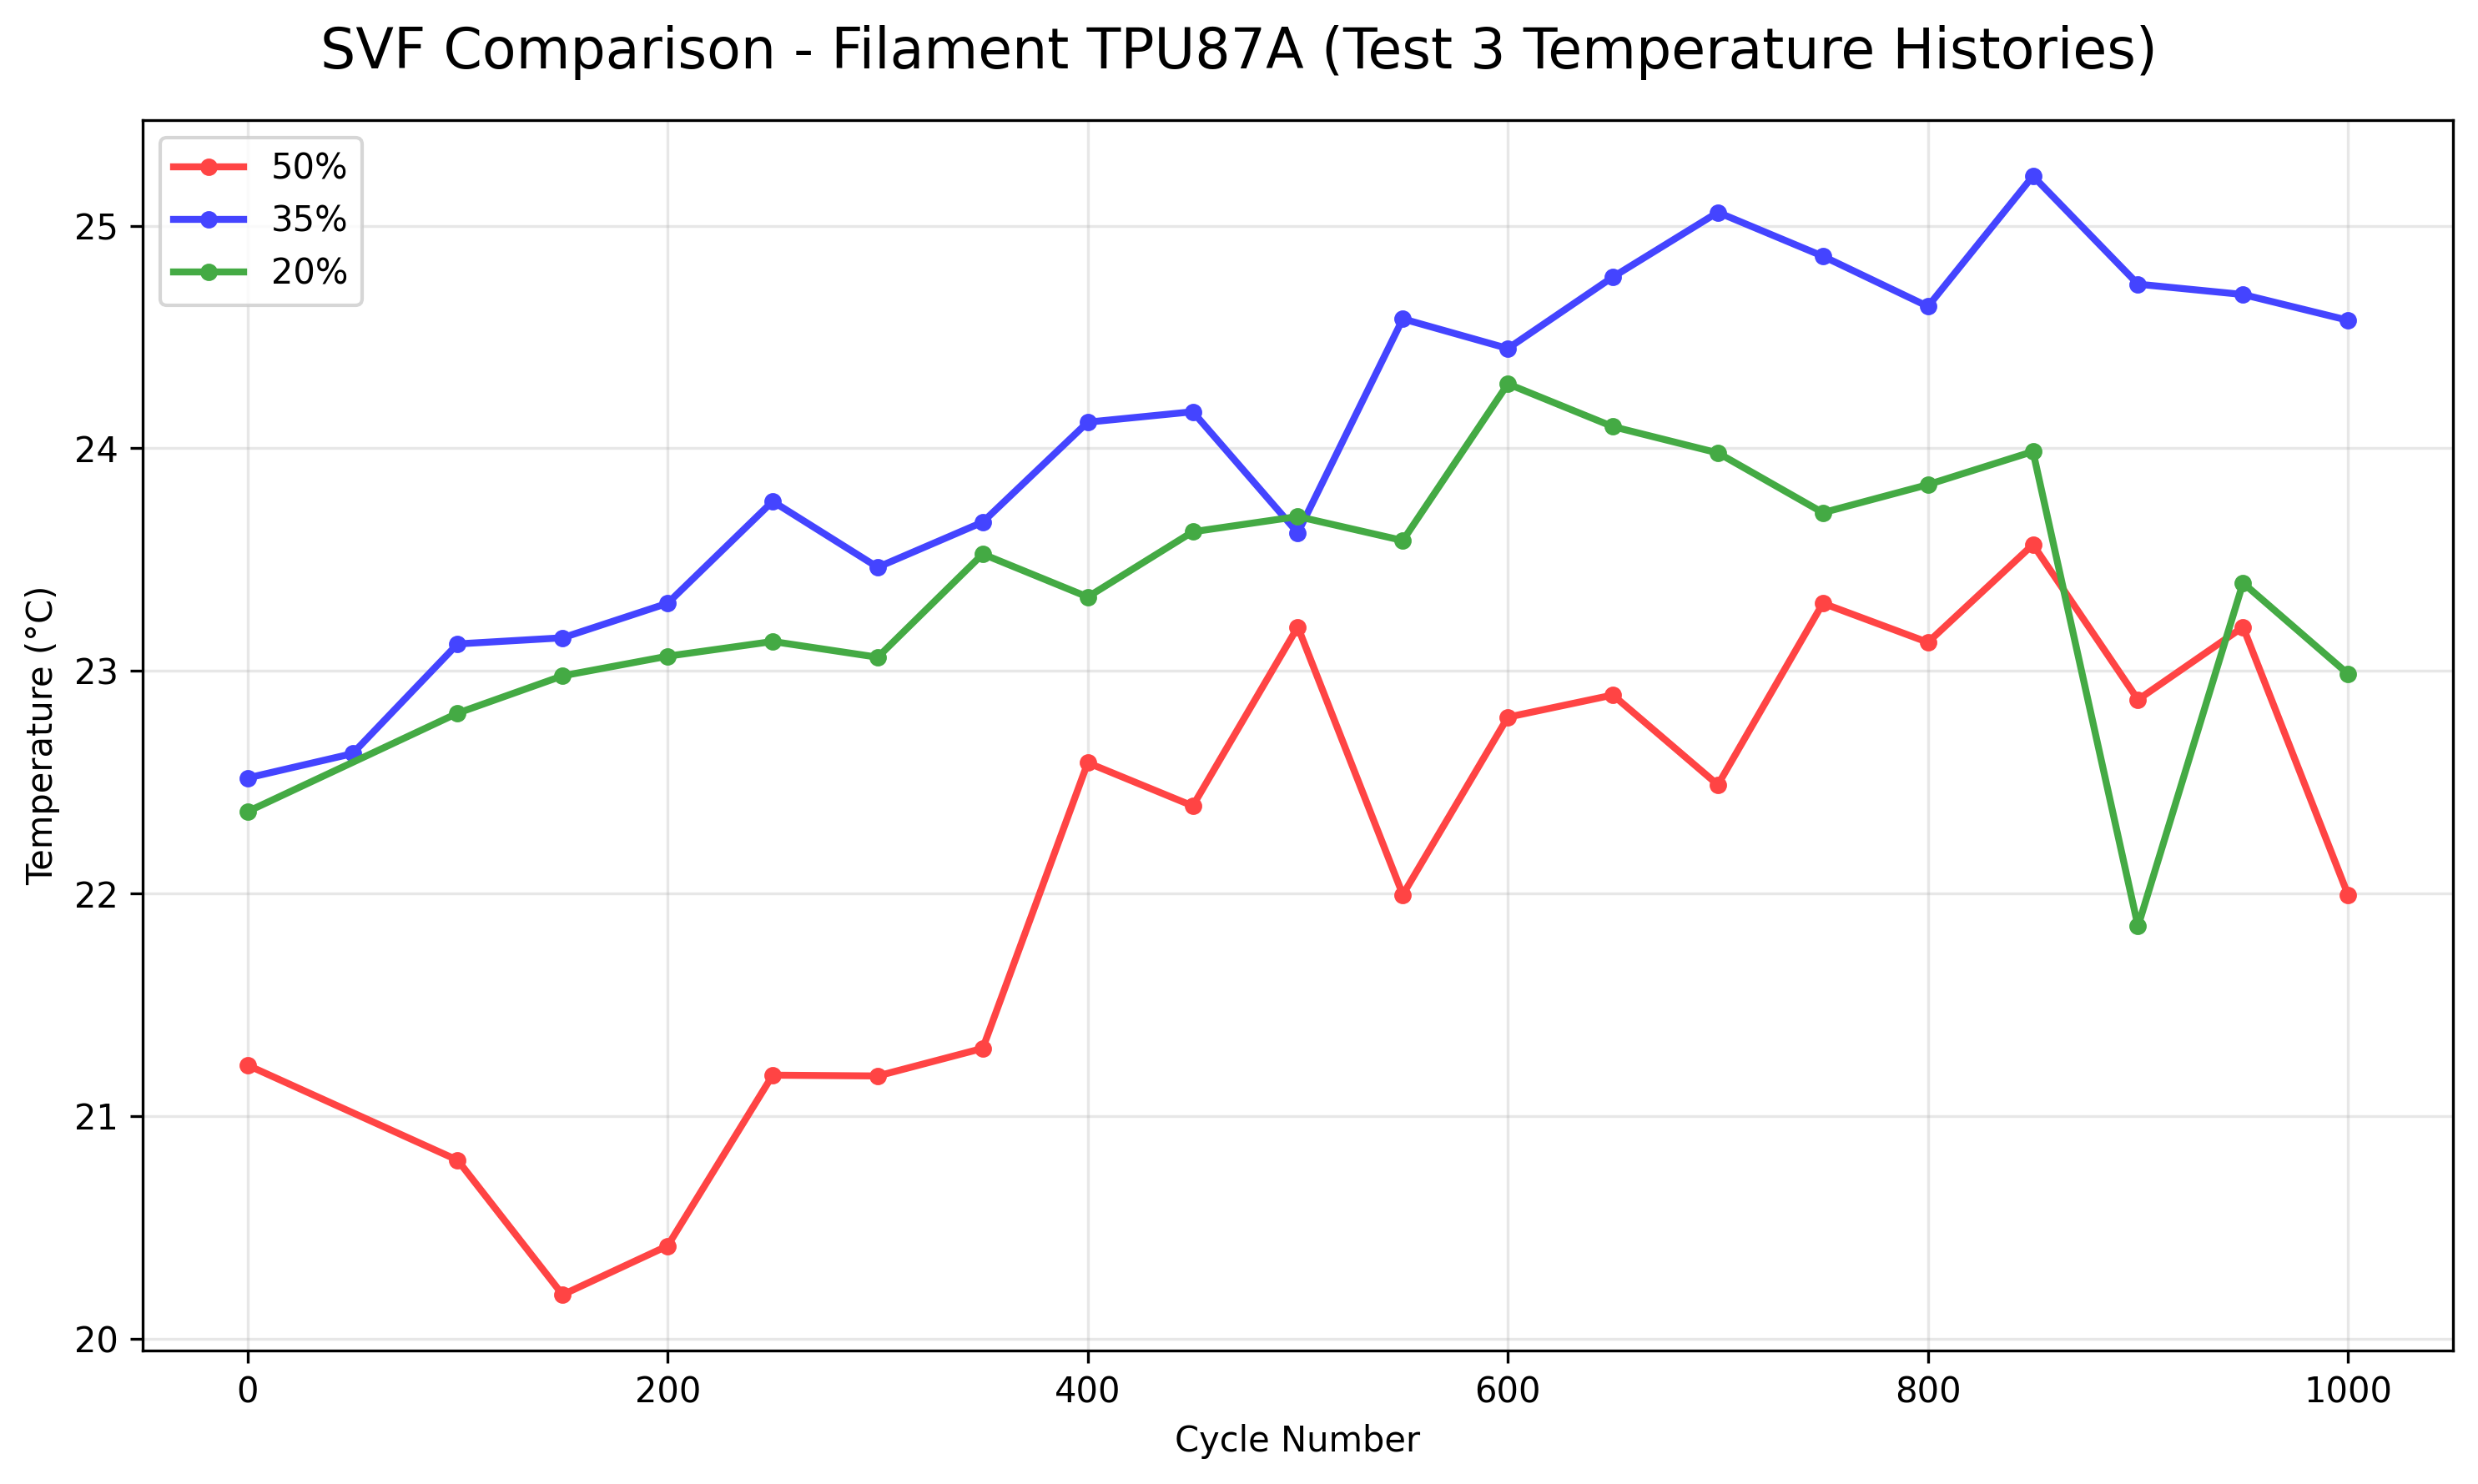 SVF Comparison - Filament TPU87A (Test 3 Temperature Histories)
50%
35%
20%
Temperature (°C)
25
24
23
22
21
20
0 200 400 600 800 1000
Cycle Number